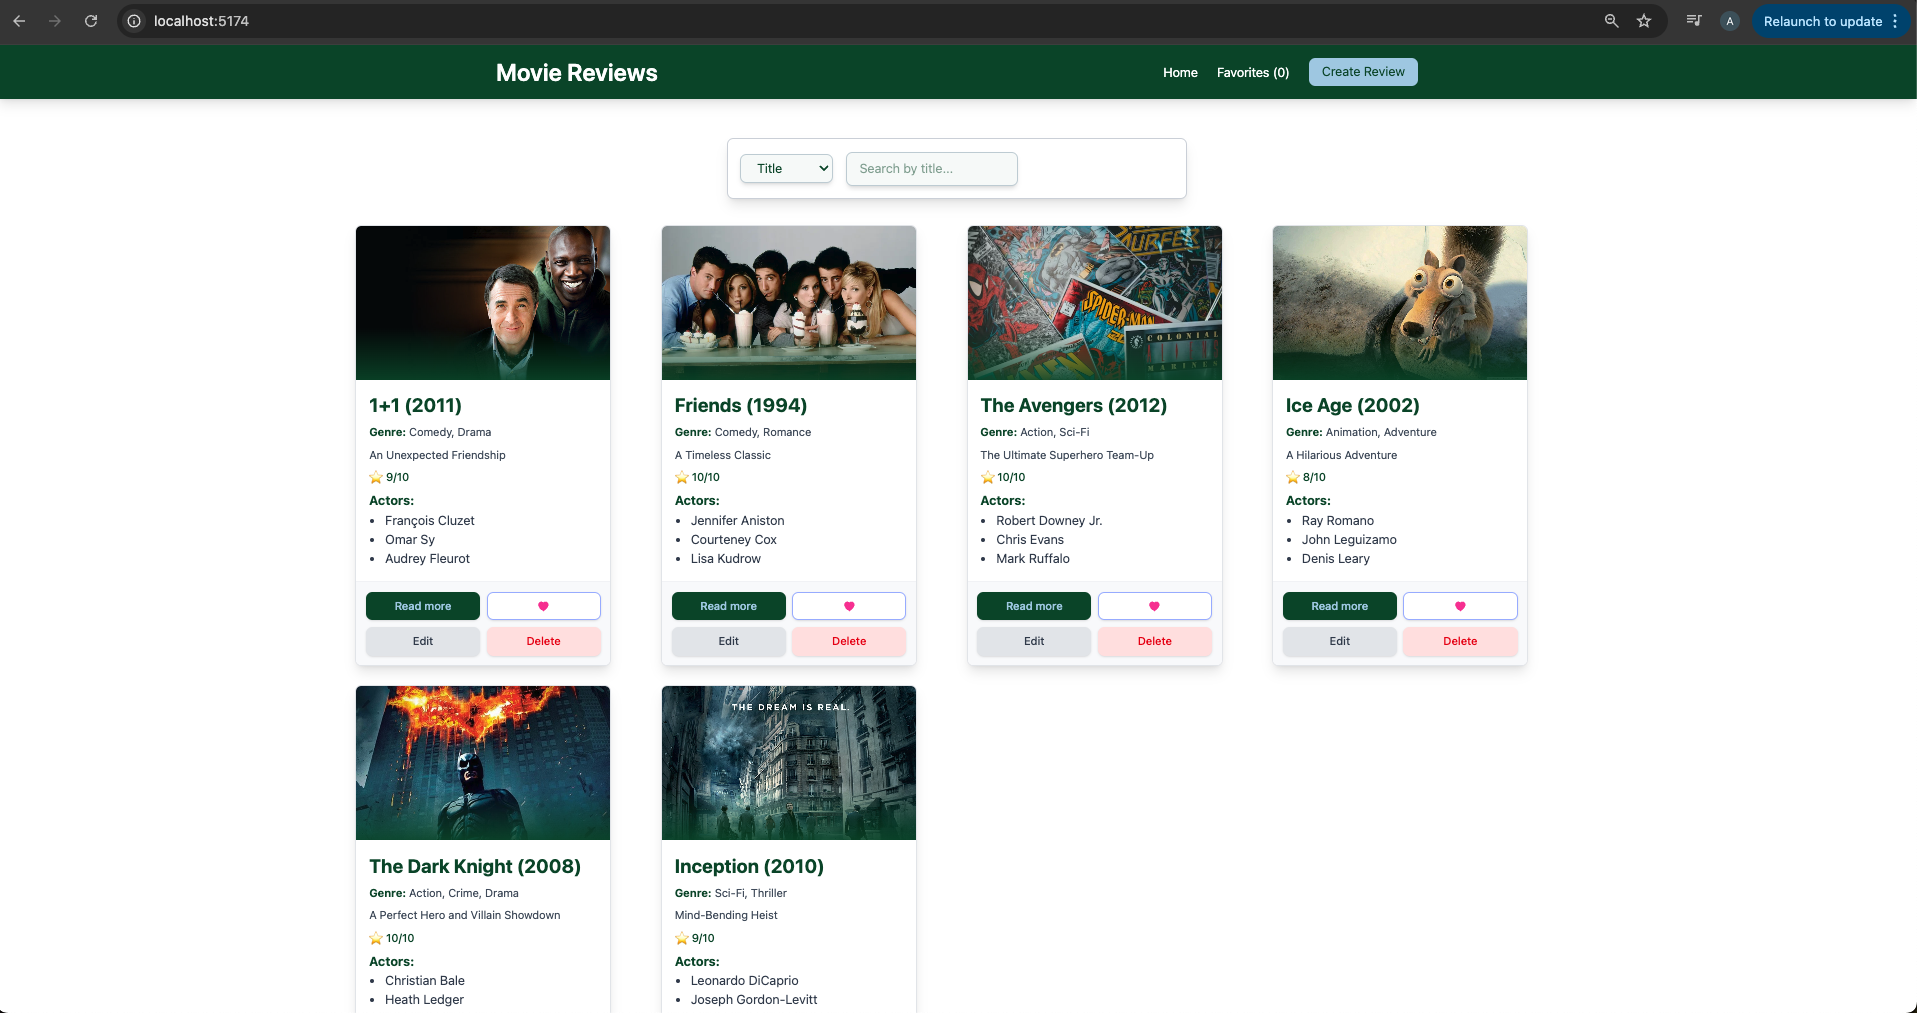 localhost:5174
A
Relaunch to update
Movie Reviews
Home
Favorites (0)
Create Review
Title
Search by title...
SURFER
SPIDER-MAN
COLONIAL
MARINES
1+1 (2011)
Genre: Comedy, Drama
An Unexpected Friendship
9/10
Actors:
• François Cluzet
• Omar Sy
• Audrey Fleurot
Read more
Edit
Delete
Friends (1994)
Genre: Comedy, Romance
A Timeless Classic
10/10
Actors:
• Jennifer Aniston
• Courteney Cox
• Lisa Kudrow
Read more
Edit
Delete
The Avengers (2012)
Genre: Action, Sci-Fi
The Ultimate Superhero Team-Up
10/10
Actors:
• Robert Downey Jr.
• Chris Evans
• Mark Ruffalo
Read more
Edit
Delete
Ice Age (2002)
Genre: Animation, Adventure
A Hilarious Adventure
8/10
Actors:
• Ray Romano
• John Leguizamo
• Denis Leary
Read more
Edit
Delete
The Dark Knight (2008)
Genre: Action, Crime, Drama
A Perfect Hero and Villain Showdown
10/10
Actors:
• Christian Bale
• Heath Ledger
THE DREAM IS REAL.
Inception (2010)
Genre: Sci-Fi, Thriller
Mind-Bending Heist
9/10
Actors:
• Leonardo DiCaprio
• Joseph Gordon-Levitt